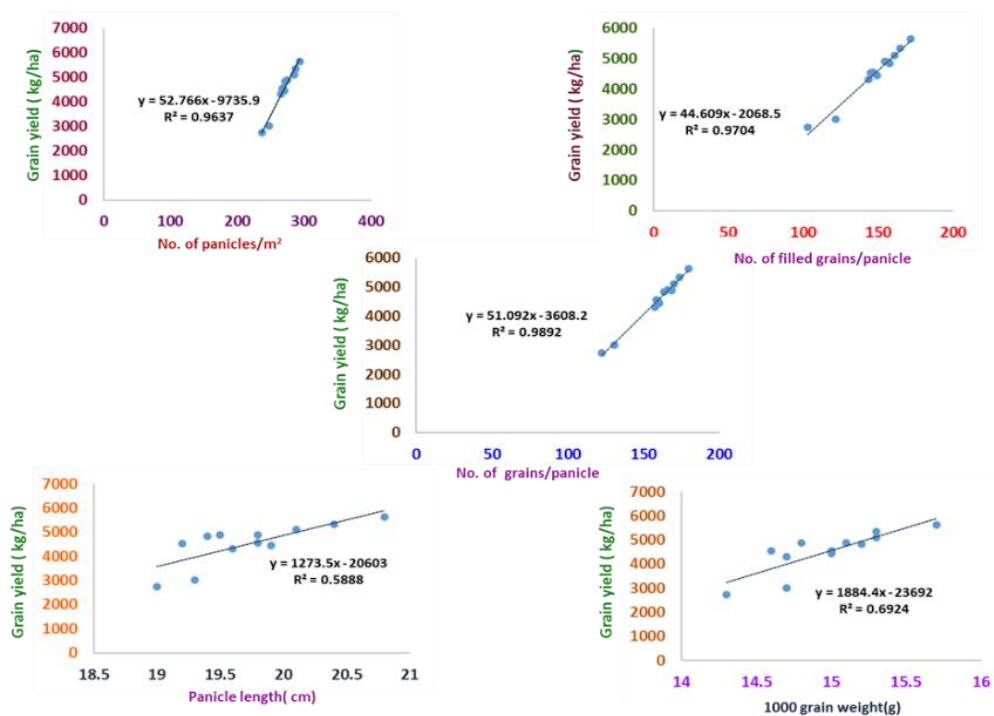 Grain yield ( kg/ha)
7000
6000
5000
4000
3000
2000
1000
0
y = 52.766x - 9735.9
R² = 0.9637
0 100 200 300 400
No. of panicles/m²
Grain yield ( kg/ha)
6000
5000
4000
3000
2000
1000
0
y = 44.609x - 2068.5
R² = 0.9704
0 50 100 150 200
No. of filled grains/panicle
Grain yield ( kg/ha)
6000
5000
4000
3000
2000
1000
0
y = 51.092x - 3608.2
R² = 0.9892
0 50 100 150 200
No. of grains/panicle
Grain yield ( kg/ha)
7000
6000
5000
4000
3000
2000
1000
0
y = 1273.5x - 20603
R² = 0.5888
18.5 19 19.5 20 20.5 21
Panicle length( cm)
Grain yield ( kg/ha)
7000
6000
5000
4000
3000
2000
1000
0
y = 1884.4x - 23692
R² = 0.6924
14 14.5 15 15.5 16
1000 grain weight(g)